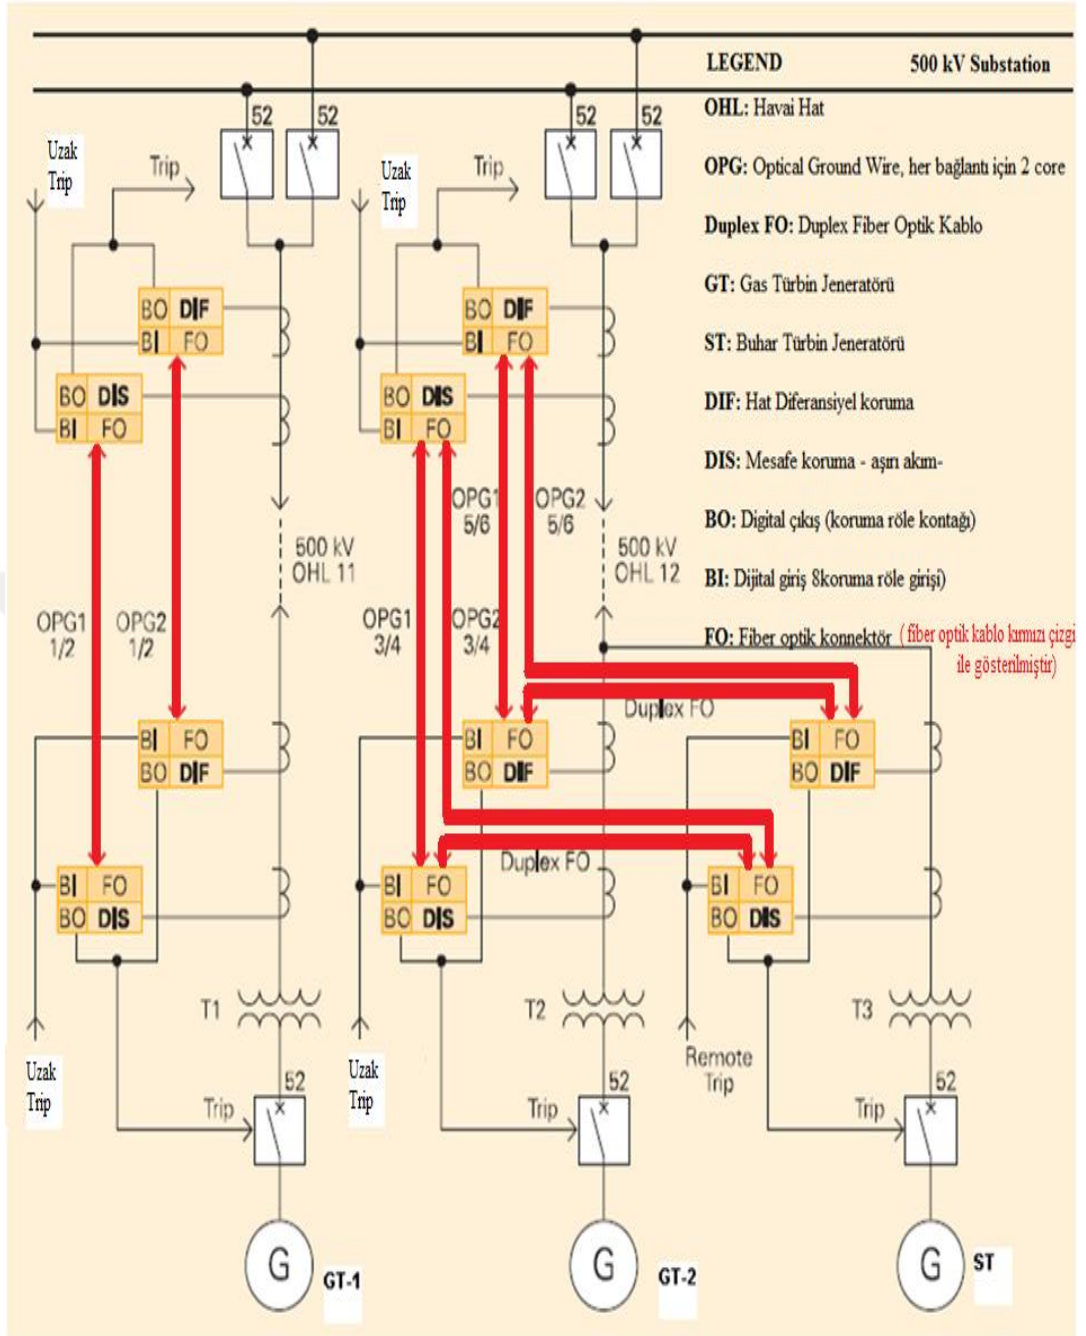 LEGEND 500 kV Substation
OHL: Havai Hat
OPG: Optical Ground Wire, her bağlantı için 2 core
Duplex FO: Duplex Fiber Optik Kablo
GT: Gas Türbin Jeneratörü
ST: Buhar Türbin Jeneratörü
DIF: Hat Diferansiyel koruma
DIS: Mesafe koruma - aşırı akım-
BO: Digital çıkış (koruma röle kontağı)
BI: Dijital giriş 8koruma röle girişi)
FO: Fiber optik konnektör ( fiber optik kablo kırmızı çizgi
ile gösterilmiştir)
52
52
52
52
Uzak
Trip
Trip
Uzak
Trip
Trip
BO DIF
BI FO
BO DIS
BI FO
BO DIF
BI FO
BO DIS
BI FO
OPG1
5/6
OPG2
5/6
500 kV
OHL 11
500 kV
OHL 12
OPG1
1/2
OPG2
1/2
OPG1
3/4
OPG2
3/4
Duplex FO
BI FO
BO DIF
BI FO
BO DIF
BI FO
BO DIF
Duplex FO
BI FO
BO DIS
BI FO
BO DIS
BI FO
BO DIS
T1
T2
T3
Uzak
Trip
Uzak
Trip
Remote
Trip
52
52
52
Trip
Trip
Trip
G
GT-1
G
GT-2
G
ST